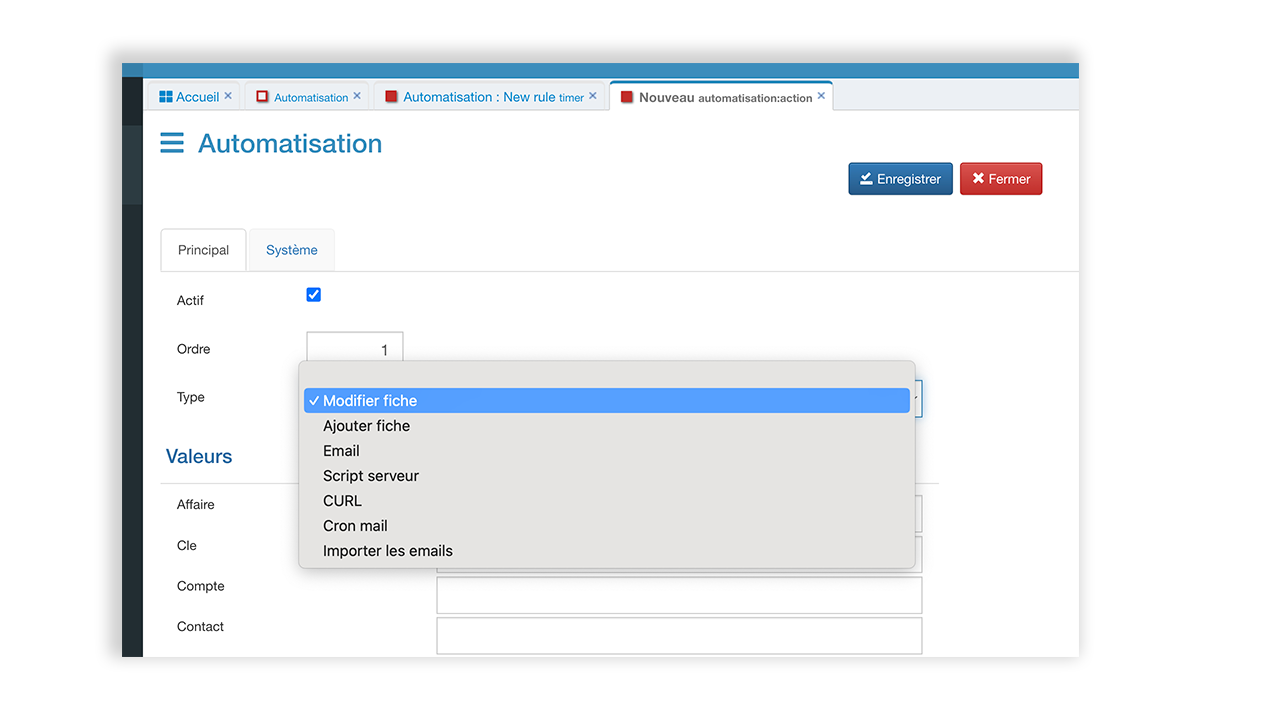 Accueil × Automatisation × Automatisation : New rule timer × Nouveau automatisation:action ×
Automatisation
Enregistrer Fermer
Principal Système
Actif
Ordre 1
Type
✓ Modifier fiche
Ajouter fiche
Email
Script serveur
CURL
Cron mail
Importer les emails
Valeurs
Affaire
Cle
Compte
Contact